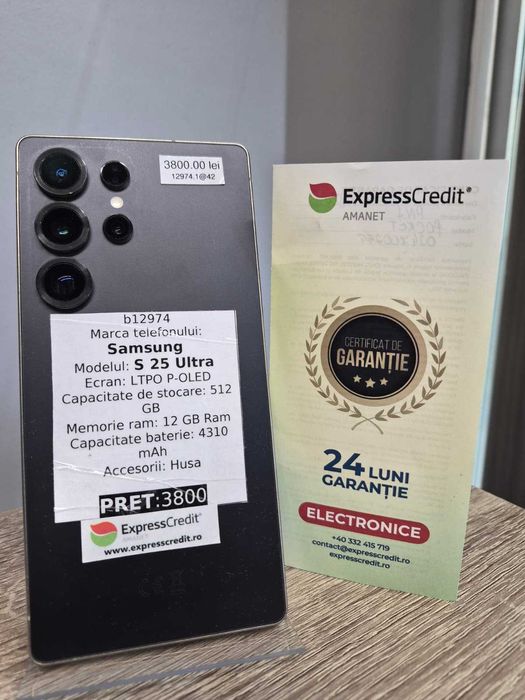 3800.00 lei
12974.1@42
b12974
Marca telefonului:
Samsung
Modelul: S 25 Ultra
Ecran: LTPO P-OLED
Capacitate de stocare: 512
GB
Memorie ram: 12 GB Ram
Capacitate baterie: 4310
mAh
Accesorii: Husa
PRET:3800
ExpressCredit®
AMANET
www.expresscredit.ro
ExpressCredit®
AMANET
CERTIFICAT DE
GARANȚIE
24 LUNI
GARANȚIE
ELECTRONICE
+40 332 415 719
contact@expresscredit.ro
expresscredit.ro